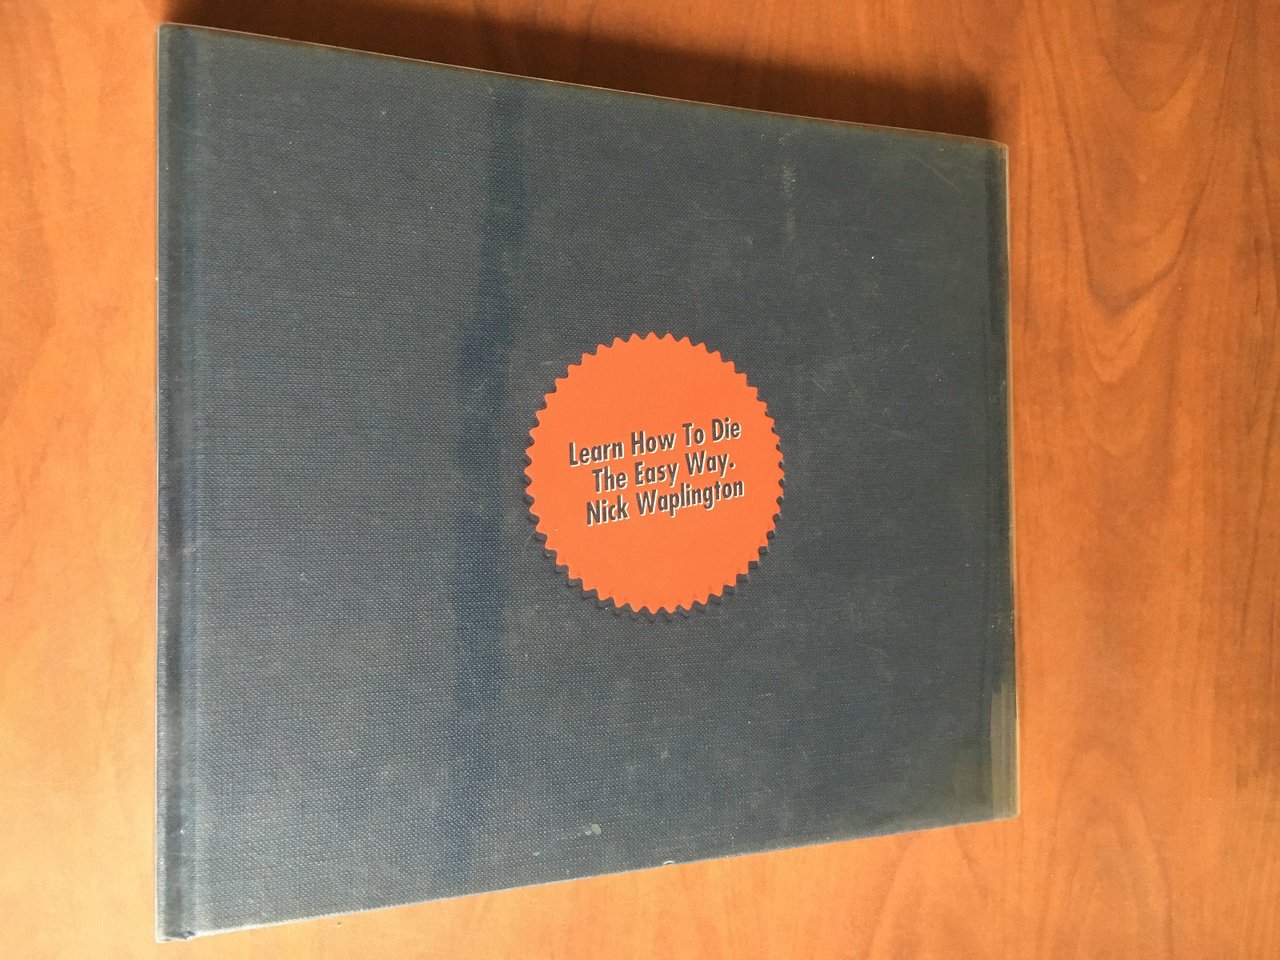 Learn How To Die
The Easy Way.
Nick Waplington